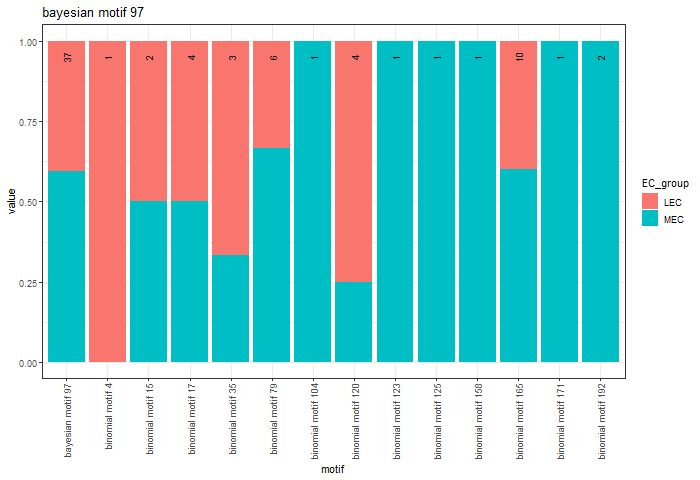 bayesian motif 97
1.00
0.75
0.50
0.25
0.00
value
37
1
2
4
3
6
1
4
1
1
1
10
1
2
bayesian motif 97
binomial motif 4
binomial motif 15
binomial motif 17
binomial motif 35
binomial motif 79
binomial motif 104
binomial motif 120
binomial motif 123
binomial motif 125
binomial motif 158
binomial motif 165
binomial motif 171
binomial motif 192
motif
EC_group
LEC
MEC